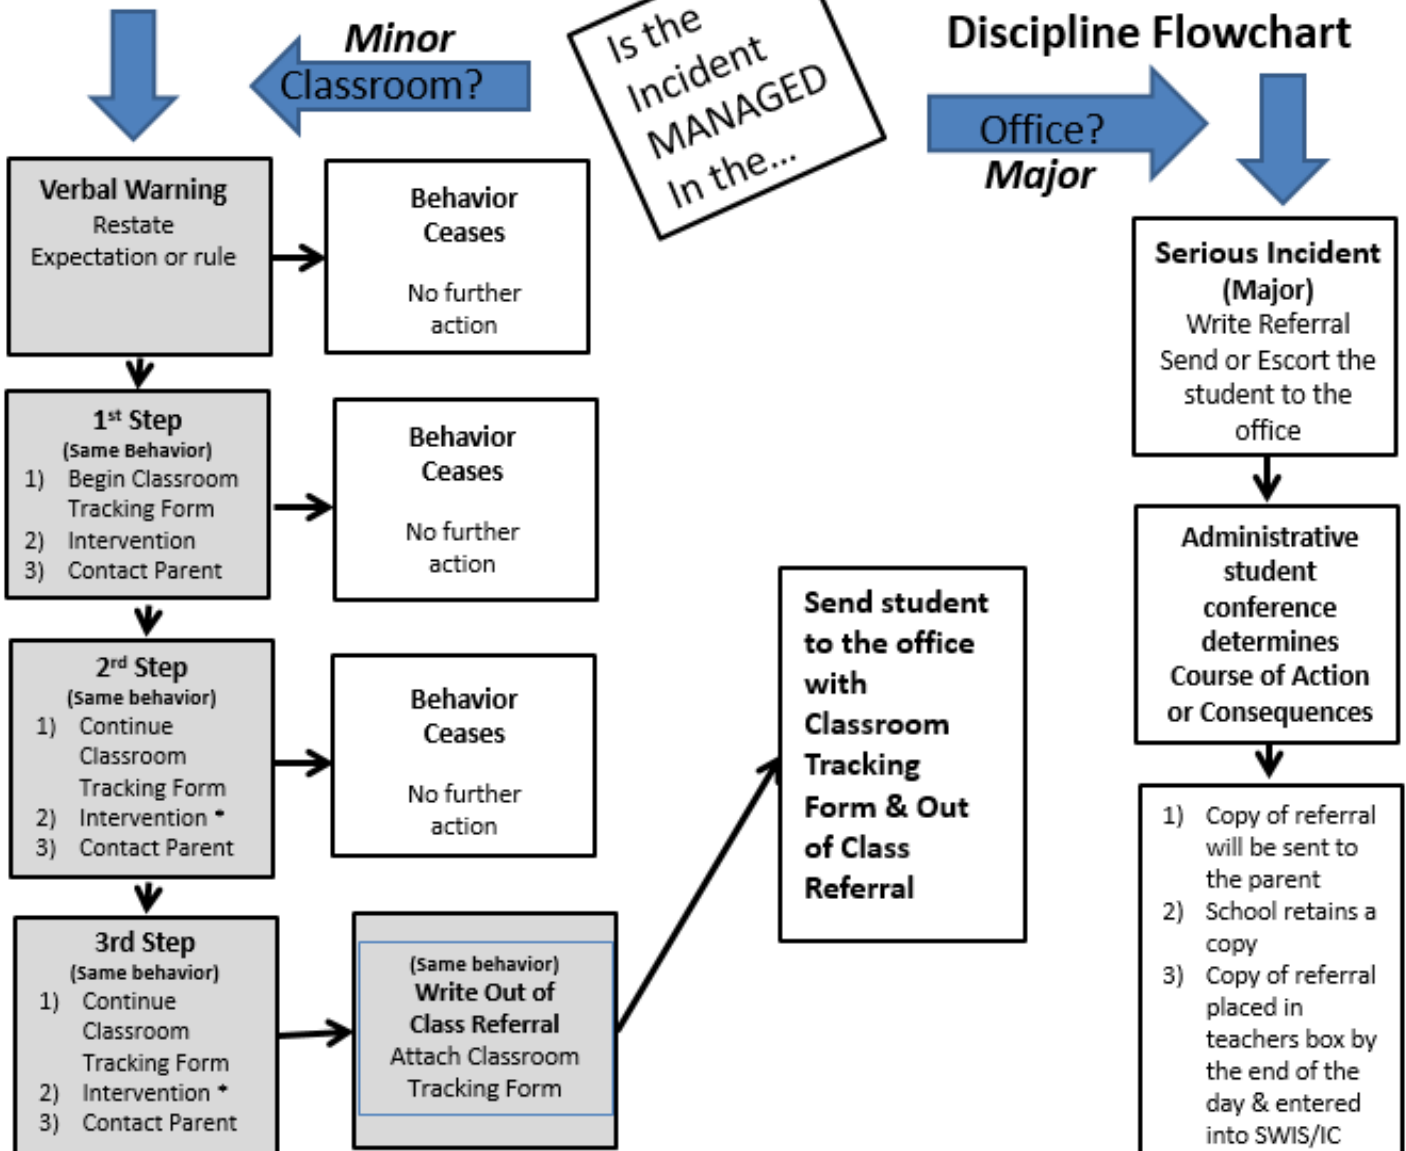 Discipline Flowchart
Is the
Incident
MANAGED
In the...
Minor
Classroom?
Office?
Major
Verbal Warning
Restate
Expectation or rule
Behavior
Ceases
No further
action
1st Step
(Same Behavior)
1) Begin Classroom
Tracking Form
2) Intervention
3) Contact Parent
Behavior
Ceases
No further
action
2rd Step
(Same behavior)
1) Continue
Classroom
Tracking Form
2) Intervention *
3) Contact Parent
Behavior
Ceases
No further
action
3rd Step
(Same behavior)
1) Continue
Classroom
Tracking Form
2) Intervention *
3) Contact Parent
(Same behavior)
Write Out of
Class Referral
Attach Classroom
Tracking Form
Send student
to the office
with
Classroom
Tracking
Form & Out
of Class
Referral
Serious Incident
(Major)
Write Referral
Send or Escort the
student to the
office
Administrative
student
conference
determines
Course of Action
or Consequences
1) Copy of referral
will be sent to
the parent
2) School retains a
copy
3) Copy of referral
placed in
teachers box by
the end of the
day & entered
into SWIS/IC